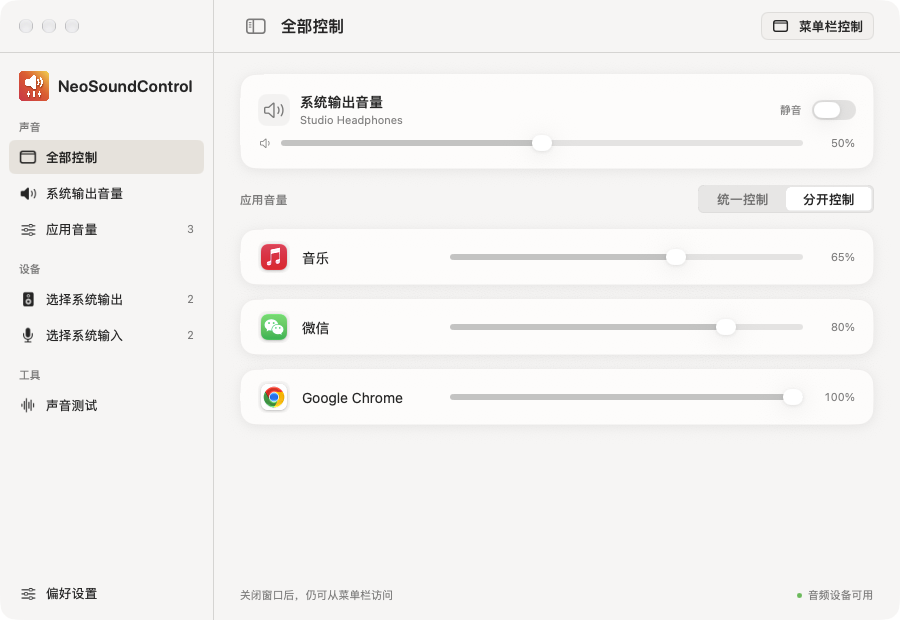 全部控制
菜单栏控制
NeoSoundControl
声音
全部控制
系统输出音量
应用音量 3
设备
选择系统输出 2
选择系统输入 2
工具
声音测试
偏好设置
系统输出音量
Studio Headphones
静音
50%
应用音量
统一控制 分开控制
音乐 65%
微信 80%
Google Chrome 100%
关闭窗口后，仍可从菜单栏访问
音频设备可用